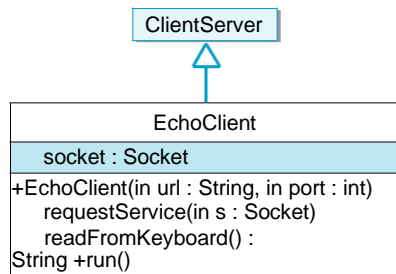 ClientServer
EchoClient
socket : Socket
+EchoClient(in url : String, in port : int)
requestService(in s : Socket)
readFromKeyboard() :
String +run()